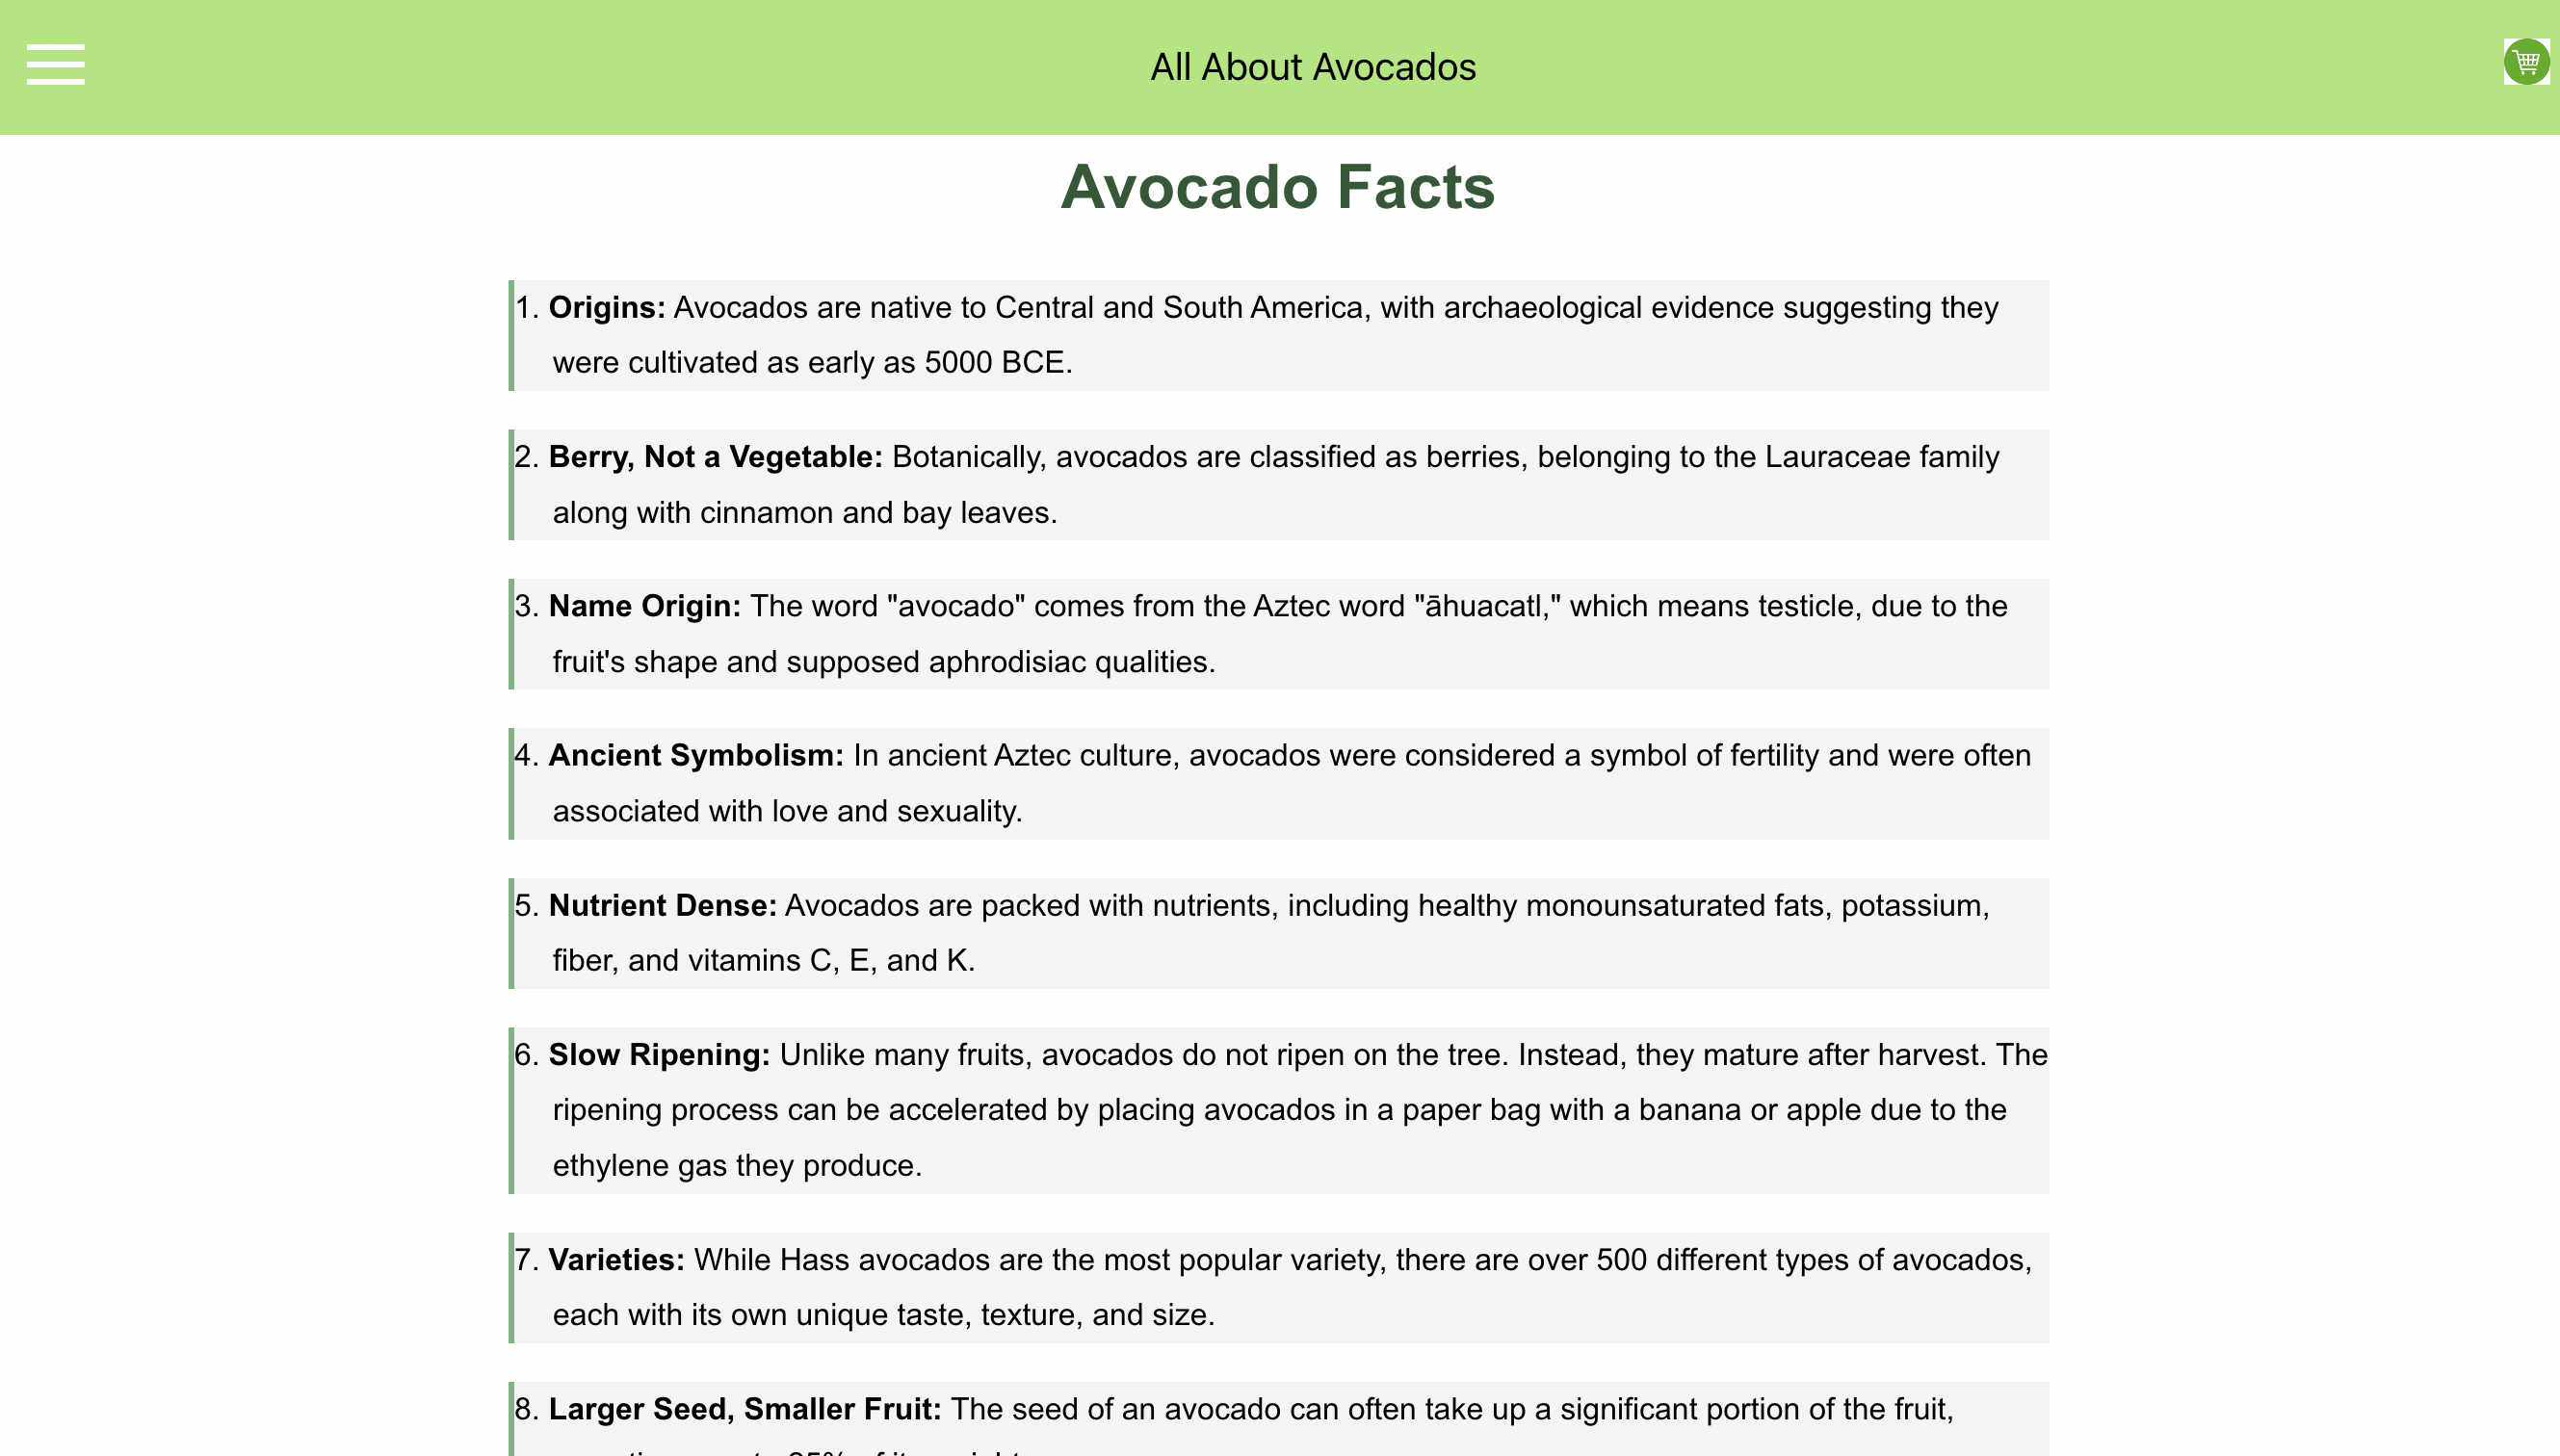 All About Avocados
Avocado Facts
1. Origins: Avocados are native to Central and South America, with archaeological evidence suggesting they
were cultivated as early as 5000 BCE.
2. Berry, Not a Vegetable: Botanically, avocados are classified as berries, belonging to the Lauraceae family
along with cinnamon and bay leaves.
3. Name Origin: The word "avocado" comes from the Aztec word "āhuacatl," which means testicle, due to the
fruit's shape and supposed aphrodisiac qualities.
4. Ancient Symbolism: In ancient Aztec culture, avocados were considered a symbol of fertility and were often
associated with love and sexuality.
5. Nutrient Dense: Avocados are packed with nutrients, including healthy monounsaturated fats, potassium,
fiber, and vitamins C, E, and K.
6. Slow Ripening: Unlike many fruits, avocados do not ripen on the tree. Instead, they mature after harvest. The
ripening process can be accelerated by placing avocados in a paper bag with a banana or apple due to the
ethylene gas they produce.
7. Varieties: While Hass avocados are the most popular variety, there are over 500 different types of avocados,
each with its own unique taste, texture, and size.
8. Larger Seed, Smaller Fruit: The seed of an avocado can often take up a significant portion of the fruit,